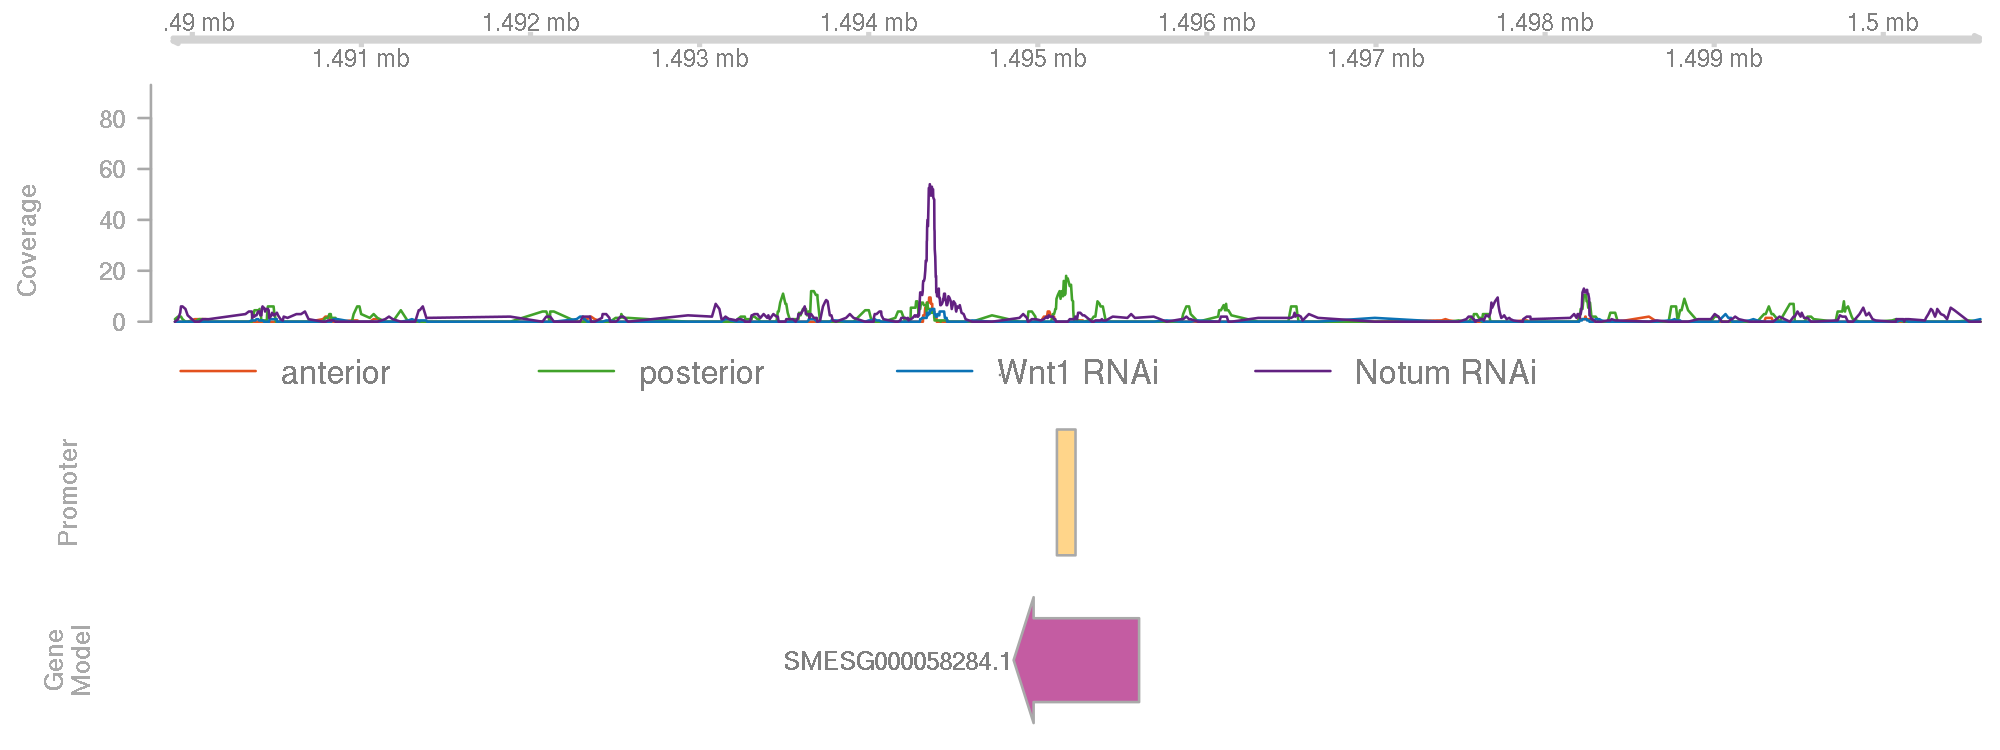 .49 mb 1.492 mb 1.494 mb 1.496 mb 1.498 mb 1.5 mb
1.491 mb 1.493 mb 1.495 mb 1.497 mb 1.499 mb
Coverage
80
60
40
20
0
anterior posterior Wnt1 RNAi Notum RNAi
Promoter
Gene
Model
SMESG000058284.1